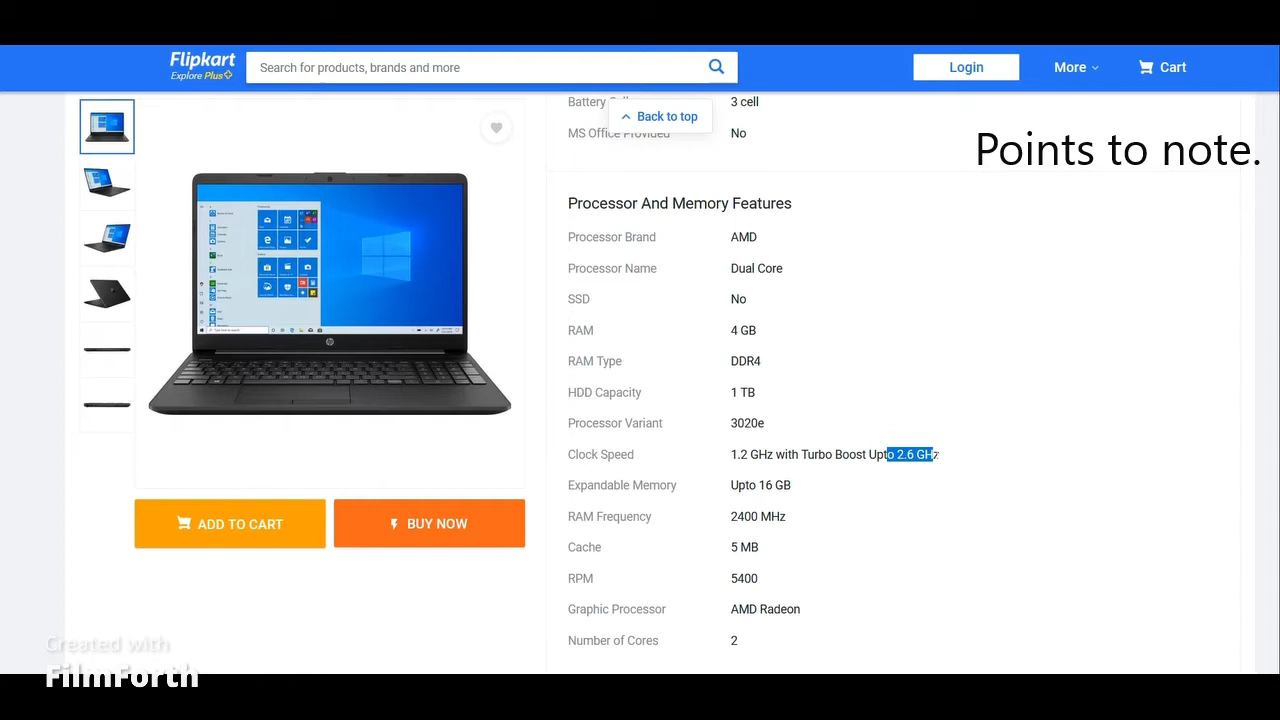 Flipkart
Explore Plus
Search for products, brands and more
Login
More
Cart
3 cell
Back to top
MS Office Provided No
Points to note.
Processor And Memory Features
Processor Brand AMD
Processor Name Dual Core
SSD No
RAM 4 GB
RAM Type DDR4
HDD Capacity 1 TB
Processor Variant 3020e
Clock Speed 1.2 GHz with Turbo Boost Upto 2.6 GHz
Expandable Memory Upto 16 GB
RAM Frequency 2400 MHz
Cache 5 MB
RPM 5400
Graphic Processor AMD Radeon
Number of Cores 2
ADD TO CART
BUY NOW
hp
Created with
FilmForth